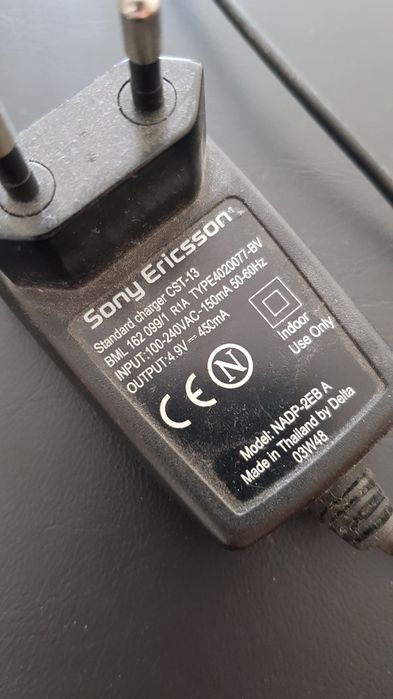 Sony Ericsson
Standard charger CST-13
BML 162 099/1 R1A TYPE4020077-BV
INPUT:100-240VAC-150mA 50-60Hz
OUTPUT:4.9V⎓450mA
Indoor
Use Only
CE N
Model: NADP-2EB A
Made in Thailand by Delta
03W48